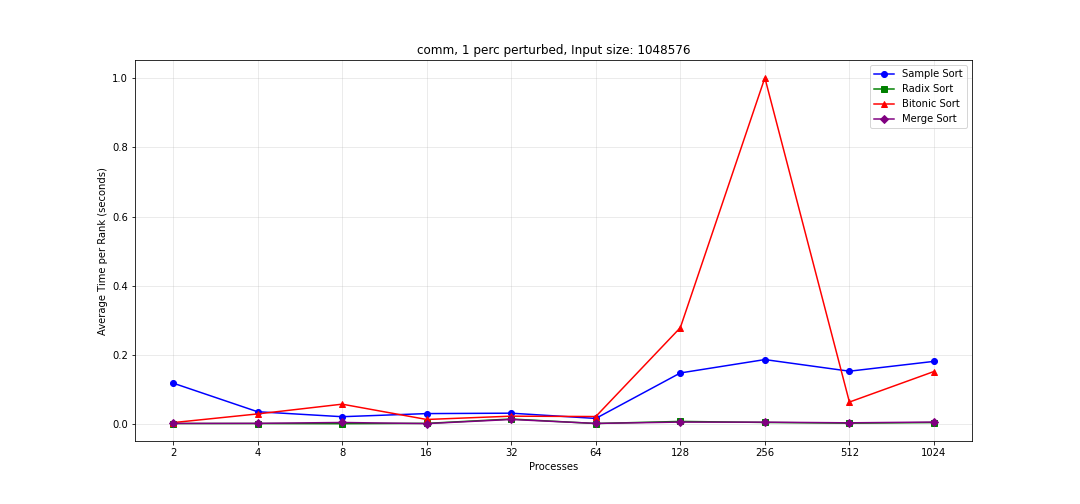 comm, 1 perc perturbed, Input size: 1048576
Sample Sort
Radix Sort
Bitonic Sort
Merge Sort
Average Time per Rank (seconds)
1.0
0.8
0.6
0.4
0.2
0.0
2 4 8 16 32 64 128 256 512 1024
Processes